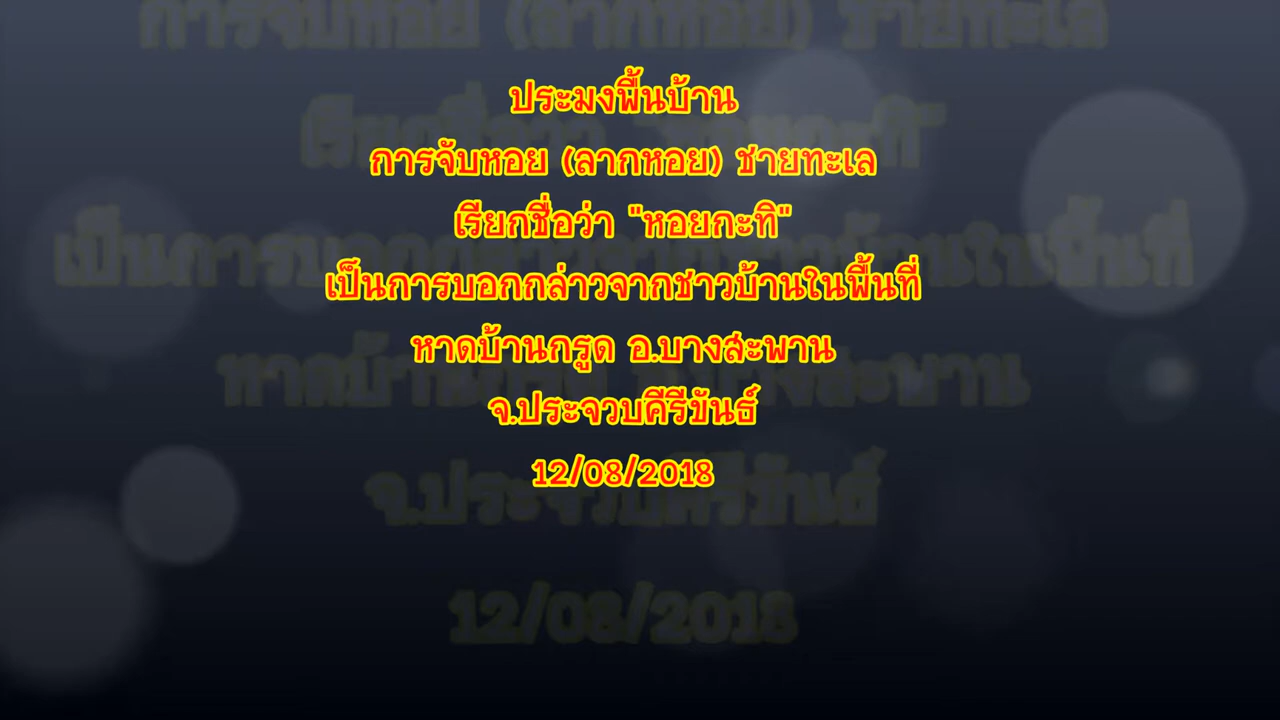 ประมงพื้นบ้าน
การจับหอย (ลากหอย) ชายทะเล
เรียกชื่อว่า "หอยกะทิ"
เป็นการบอกกล่าวจากชาวบ้านในพื้นที่
หาดบ้านกรูด อ.บางสะพาน
จ.ประจวบคีรีขันธ์
12/08/2018